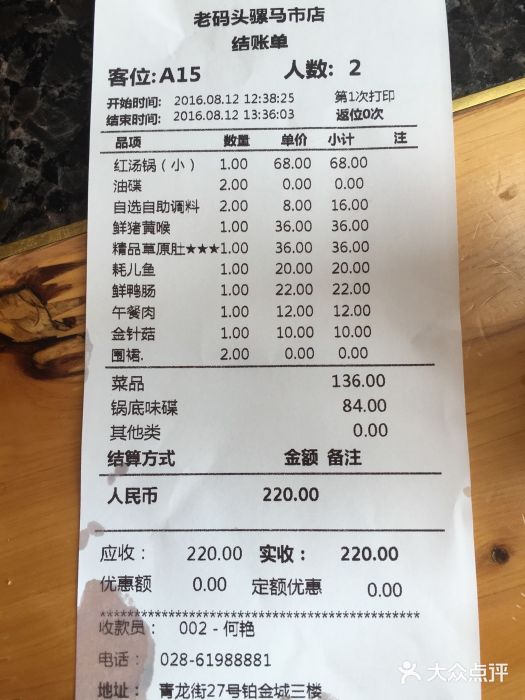 老码头骡马市店
结账单
客位:A15 人数: 2
开始时间: 2016.08.12 12:38:25 第1次打印
结束时间: 2016.08.12 13:36:03 返位0次
品项 数量 单价 小计 注
红汤锅（小） 1.00 68.00 68.00
油碟 2.00 0.00 0.00
自选自助调料 2.00 8.00 16.00
鲜猪黄喉 1.00 36.00 36.00
精品草原肚★★★1.00 36.00 36.00
耗儿鱼 1.00 20.00 20.00
鲜鸭肠 1.00 22.00 22.00
午餐肉 1.00 12.00 12.00
金针菇 1.00 10.00 10.00
围裙. 2.00 0.00 0.00
菜品 136.00
锅底味碟 84.00
其他类 0.00
结算方式 金额 备注
人民币 220.00
应收： 220.00 实收： 220.00
优惠额 0.00 定额优惠 0.00
******************************************
收款员： 002 - 何艳
电话： 028-61988881
地址： 青龙街27号铂金城三楼
大众点评